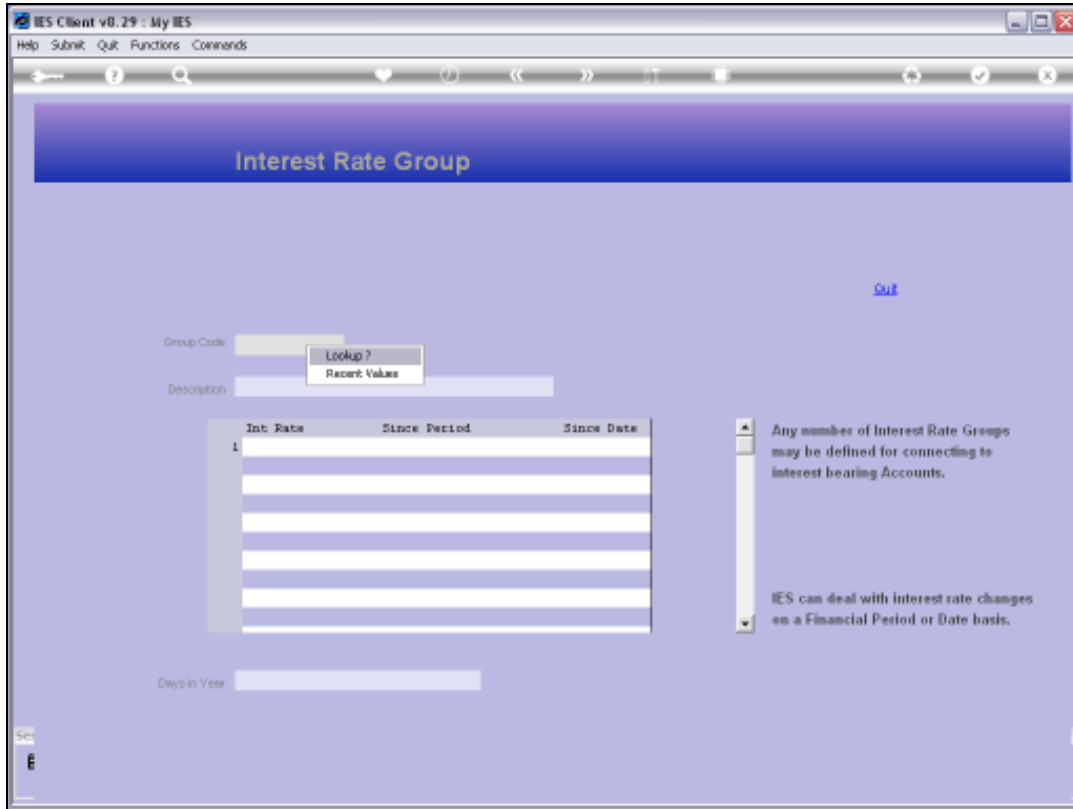 IES Client v8.29 : My IES
Help Submit Quit Functions Commands
Interest Rate Group
Quit
Group Code
Lookup ?
Recent Values
Description
Int Rate Since Period Since Date
1
Any number of Interest Rate Groups
may be defined for connecting to
interest bearing Accounts.
IES can deal with interest rate changes
on a Financial Period or Date basis.
Days in Year